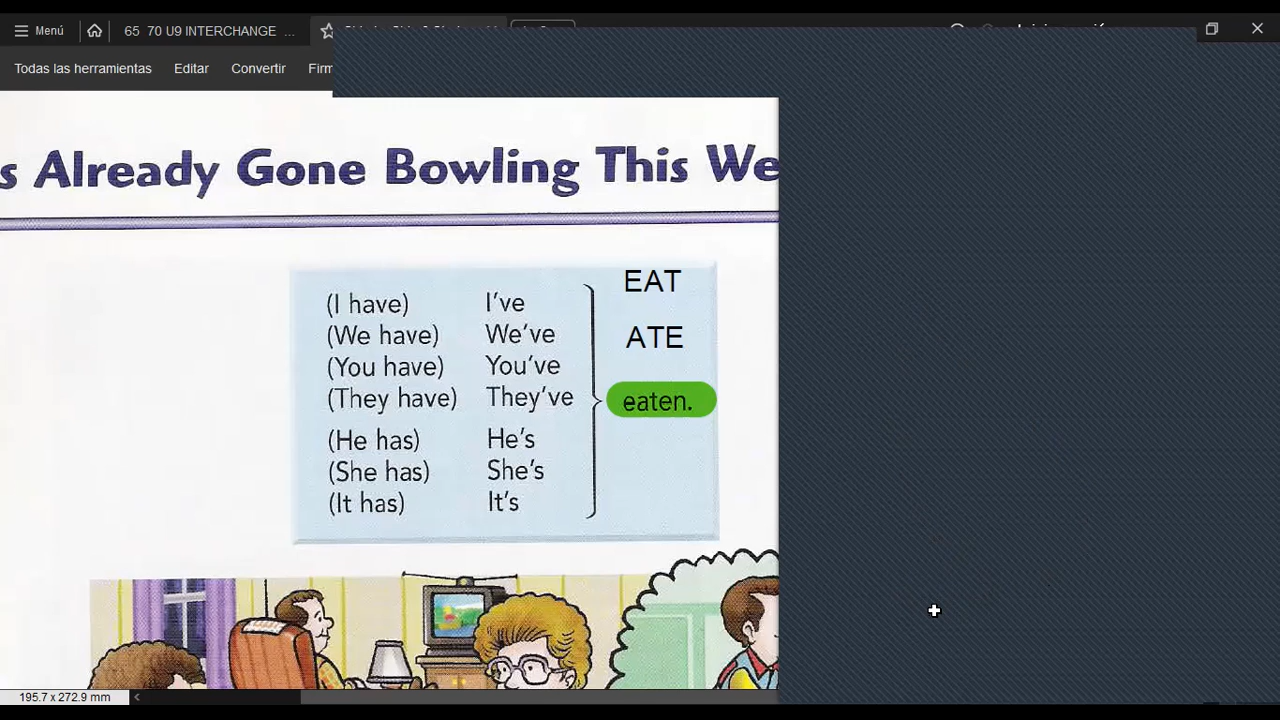 Menú
65 70 U9 INTERCHANGE ...
Todas las herramientas Editar Convertir
s Already Gone Bowling This We
EAT
(I have) I've
(We have) We've
ATE
(You have) You've
(They have) They've
eaten.
(He has) He's
(She has) She's
(It has) It's
195.7 x 272.9 mm